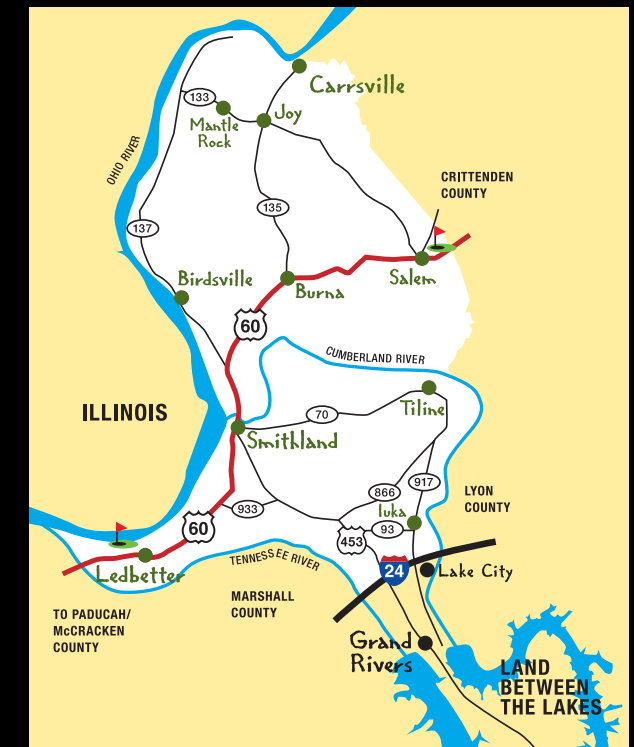 Carrsville
133
Joy
Mantle
Rock
OHIO RIVER
CRITTENDEN
COUNTY
135
137
Birdsville
Salem
Burna
60
CUMBERLAND RIVER
ILLINOIS
70
Tiline
Smithland
866
917
LYON
COUNTY
933
Iuka
60
453
93
TENNESSEE RIVER
Ledbetter
24
Lake City
MARSHALL
COUNTY
TO PADUCAH/
McCRACKEN
COUNTY
Grand
Rivers
LAND
BETWEEN
THE LAKES